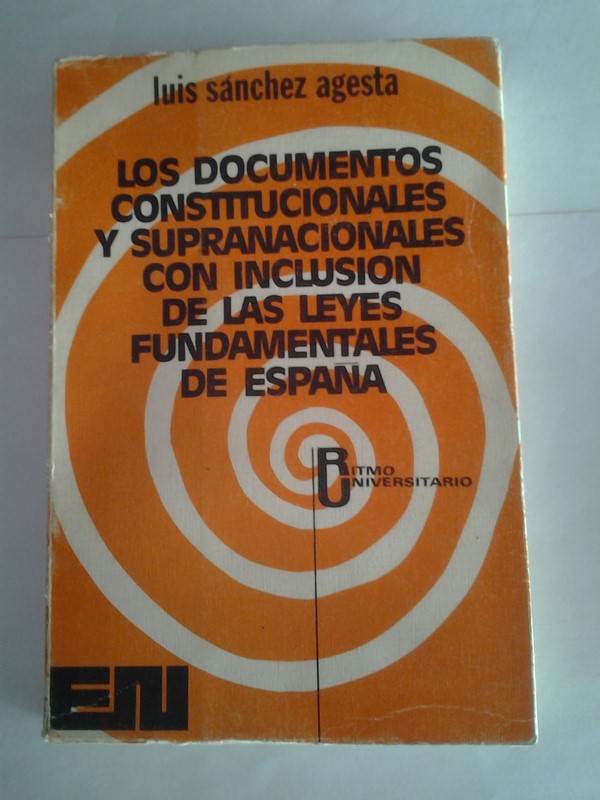 luis sánchez agesta
LOS DOCUMENTOS
CONSTITUCIONALES
Y SUPRANACIONALES
CON INCLUSION
DE LAS LEYES
FUNDAMENTALES
DE ESPAÑA
RITMO
UNIVERSITARIO
EN